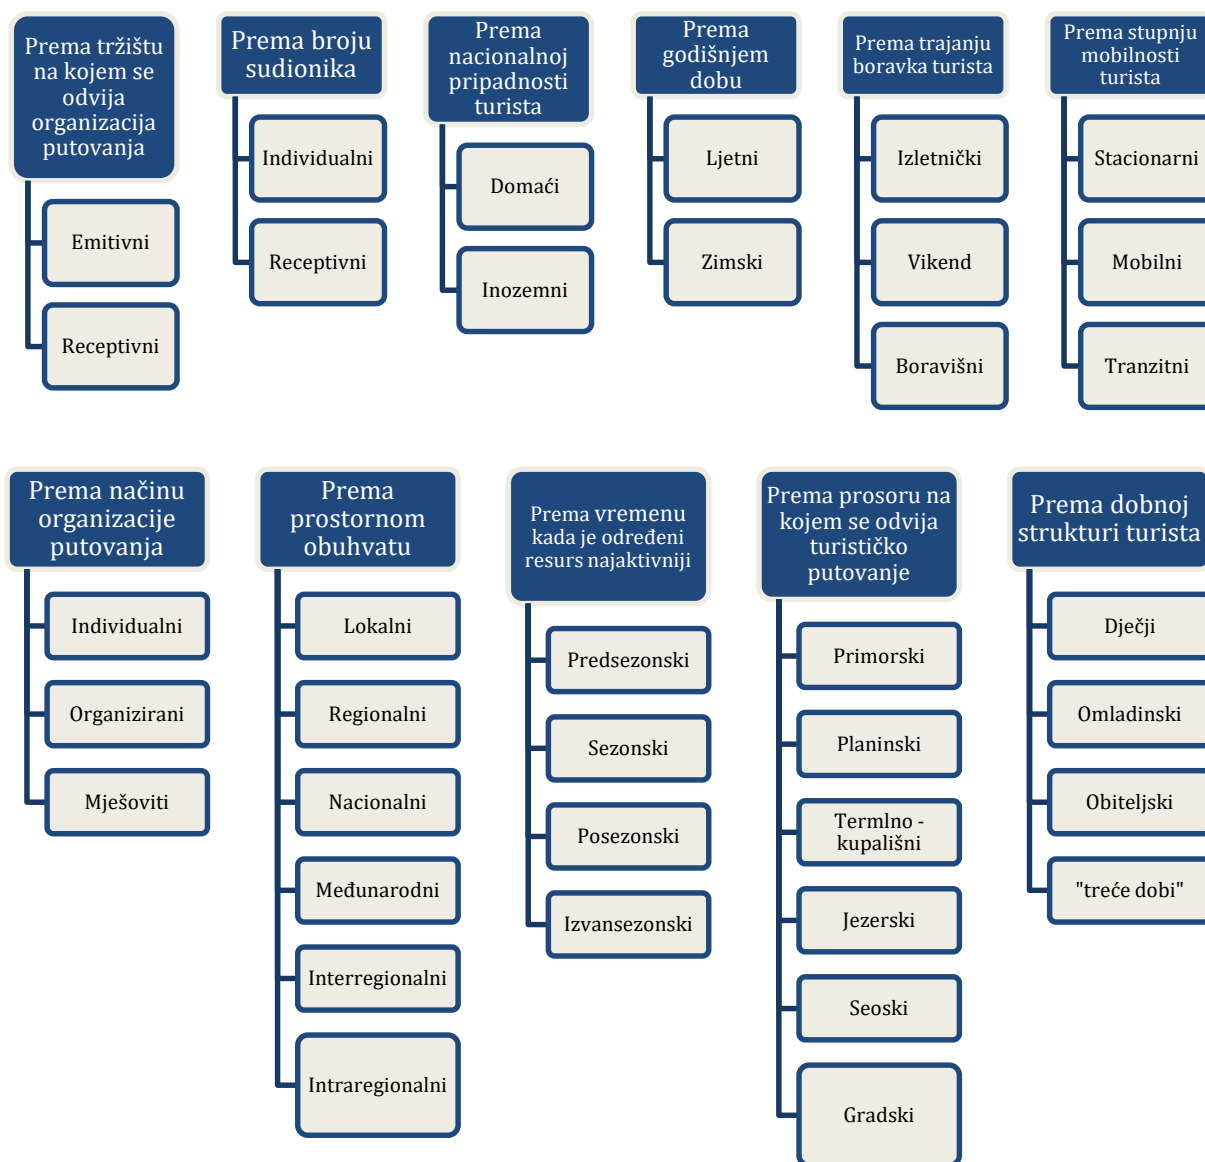 Prema tržištu
na kojem se
odvija
organizacija
putovanja
Emitivni
Receptivni
Prema broju
sudionika
Individualni
Receptivni
Prema
nacionalnoj
pripadnosti
turista
Domaći
Inozemni
Prema
godišnjem
dobu
Ljetni
Zimski
Prema trajanju
boravka turista
Izletnički
Vikend
Boravišni
Prema stupnju
mobilnosti
turista
Stacionarni
Mobilni
Tranzitni
Prema načinu
organizacije
putovanja
Individualni
Organizirani
Mješoviti
Prema
prostornom
obuhvatu
Lokalni
Regionalni
Nacionalni
Međunarodni
Interregionalni
Intraregionalni
Prema vremenu
kada je određeni
resurs najaktivniji
Predsezonski
Sezonski
Posezonski
Izvansezonski
Prema prosoru na
kojem se odvija
turističko
putovanje
Primorski
Planinski
Termlno -
kupališni
Jezerski
Seoski
Gradski
Prema dobnoj
strukturi turista
Dječji
Omladinski
Obiteljski
"treće dobi"